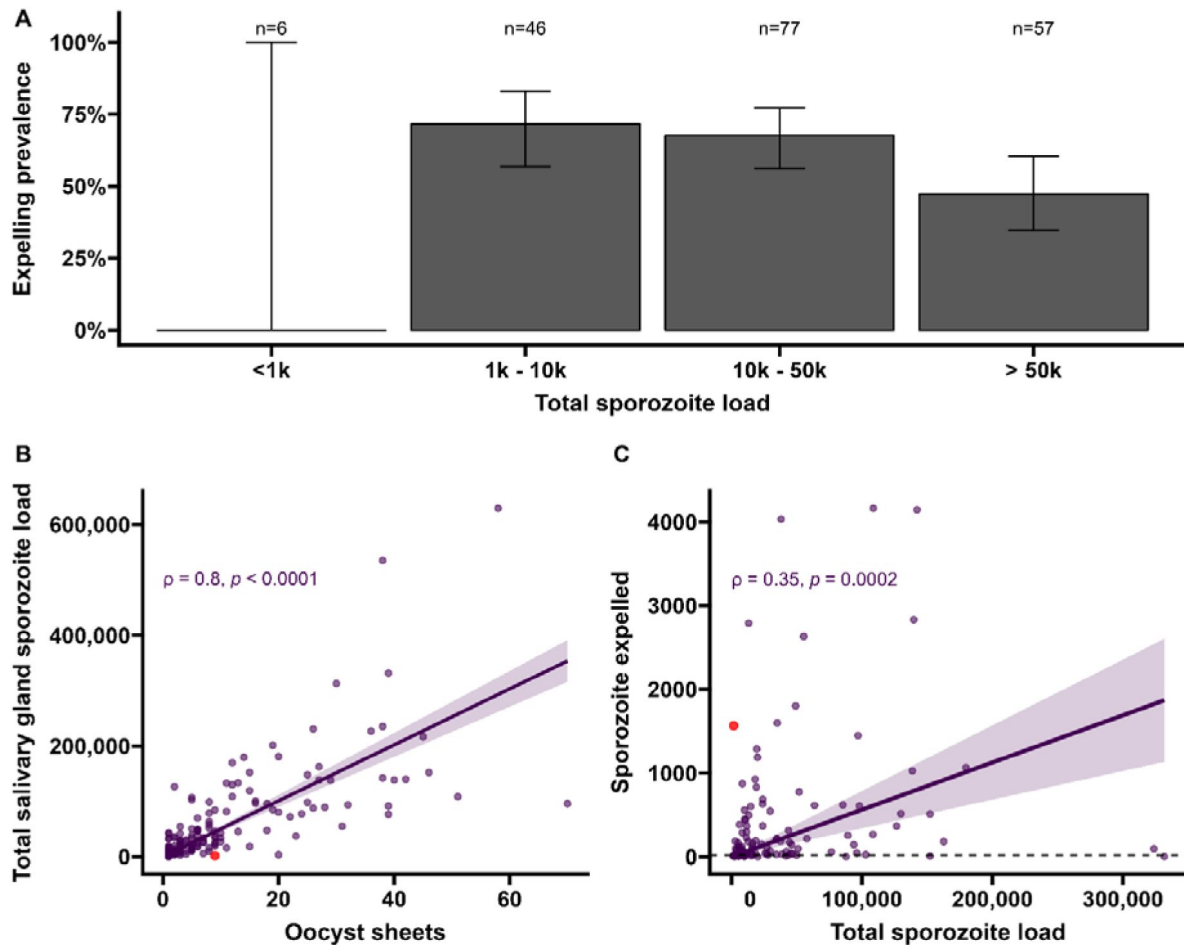 A
n=6 n=46 n=77 n=57
100%
75%
50%
25%
0%
Expelling prevalence
<1k 1k - 10k 10k - 50k > 50k
Total sporozoite load
B
Total salivary gland sporozoite load
600,000
400,000
200,000
0
ρ = 0.8, p < 0.0001
0 20 40 60
Oocyst sheets
C
Sporozoite expelled
4000
3000
2000
1000
0
ρ = 0.35, p = 0.0002
0 100,000 200,000 300,000
Total sporozoite load